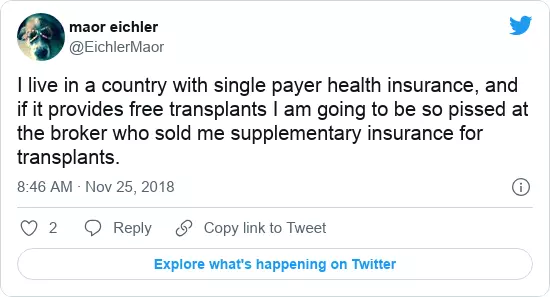 maor eichler
@EichlerMaor
I live in a country with single payer health insurance, and
if it provides free transplants I am going to be so pissed at
the broker who sold me supplementary insurance for
transplants.
8:46 AM · Nov 25, 2018
2 Reply Copy link to Tweet
Explore what's happening on Twitter